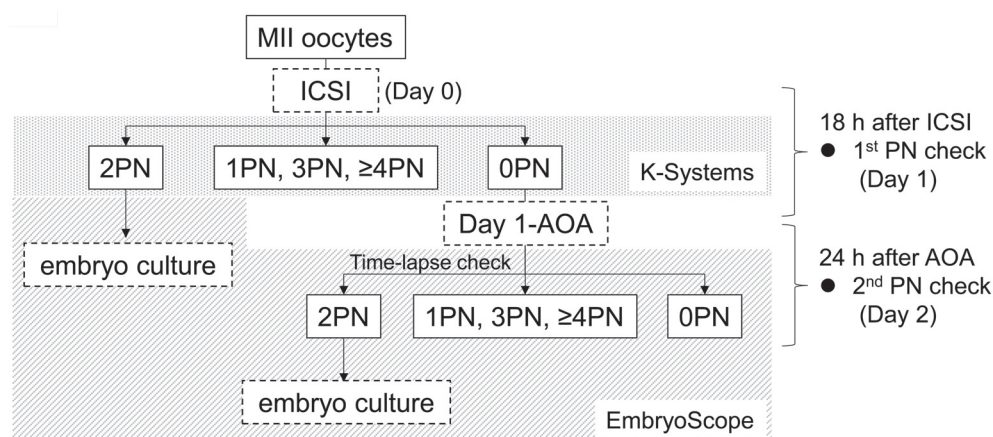 MII oocytes
ICSI (Day 0)
18 h after ICSI
● 1st PN check
(Day 1)
2PN 1PN, 3PN, ≥4PN 0PN
K-Systems
Day 1-AOA
embryo culture
24 h after AOA
● 2nd PN check
(Day 2)
Time-lapse check
2PN 1PN, 3PN, ≥4PN 0PN
embryo culture
EmbryoScope